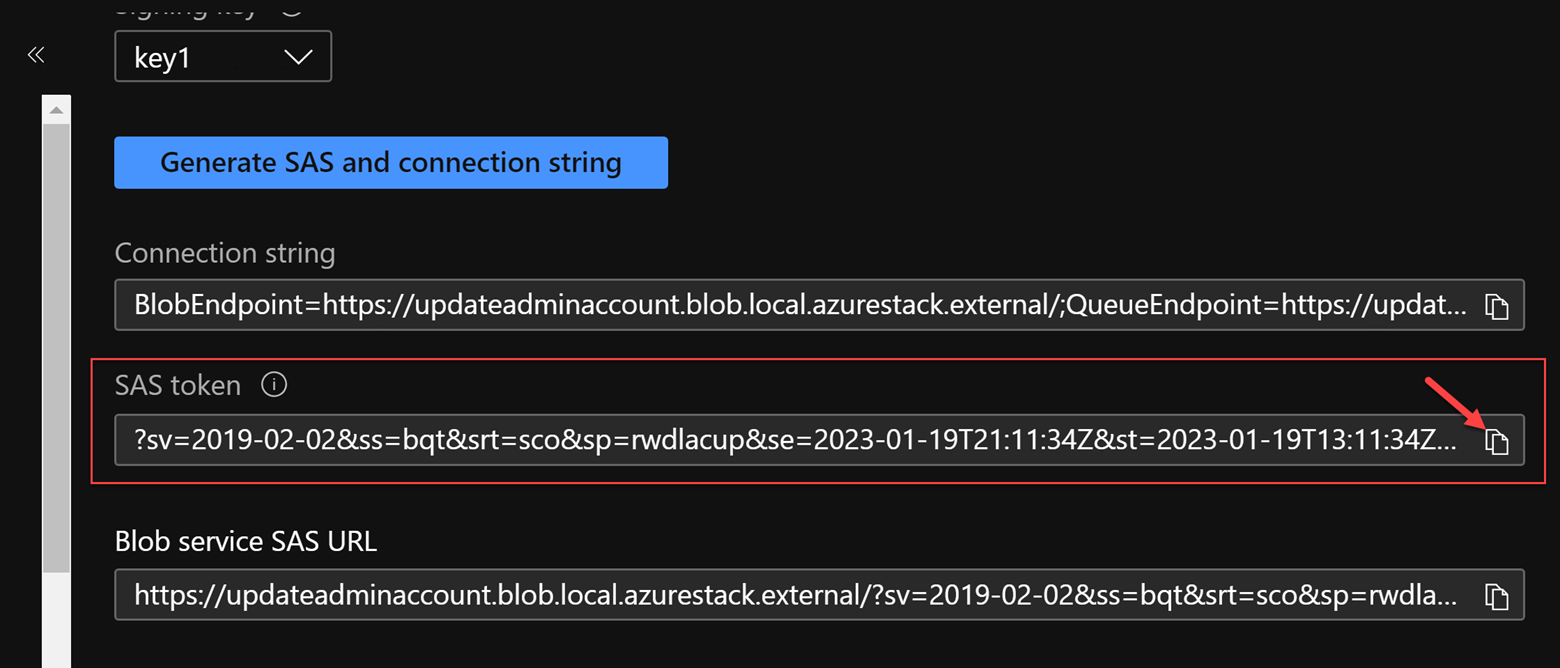 Signing key
key1
Generate SAS and connection string
Connection string
BlobEndpoint=https://updateadminaccount.blob.local.azurestack.external/;QueueEndpoint=https://updat...
SAS token
?sv=2019-02-02&ss=bqt&srt=sco&sp=rwdlacup&se=2023-01-19T21:11:34Z&st=2023-01-19T13:11:34Z...
Blob service SAS URL
https://updateadminaccount.blob.local.azurestack.external/?sv=2019-02-02&ss=bqt&srt=sco&sp=rwdla...